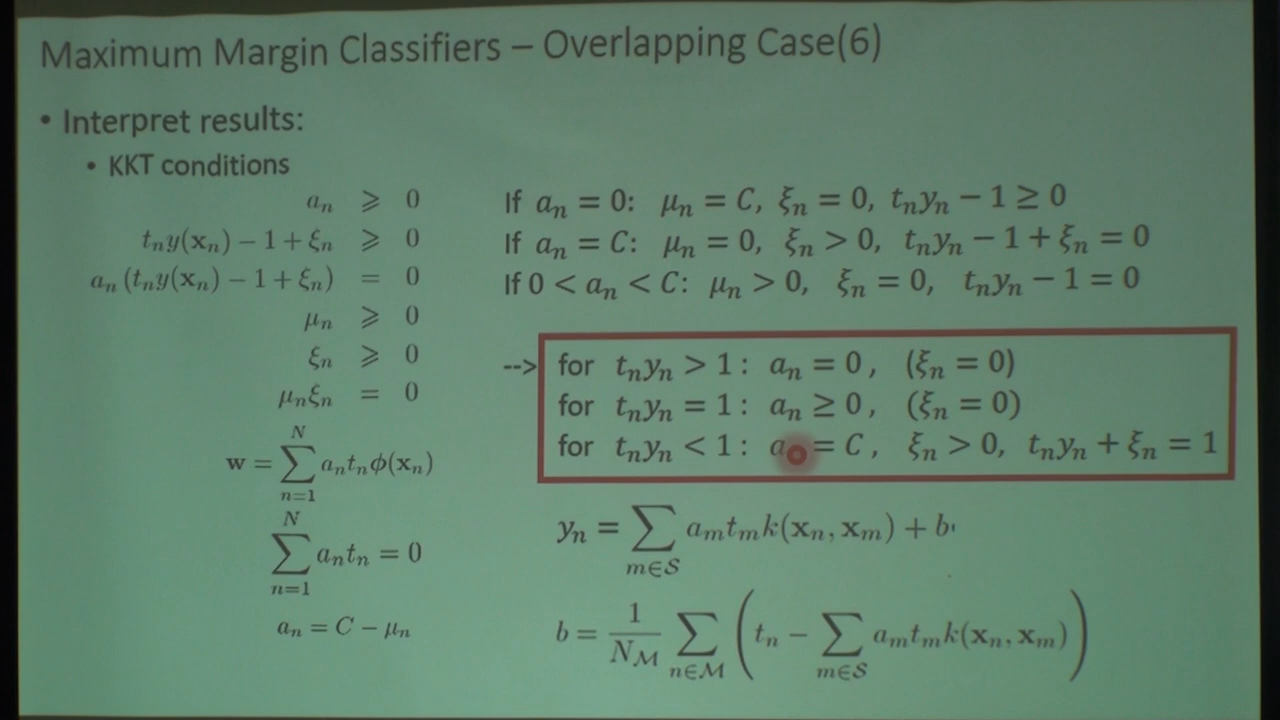 Maximum Margin Classifiers – Overlapping Case(6)
• Interpret results:
• KKT conditions
aₙ ⩾ 0
tₙy(xₙ) − 1 + ξₙ ⩾ 0
aₙ (tₙy(xₙ) − 1 + ξₙ) = 0
μₙ ⩾ 0
ξₙ ⩾ 0
μₙξₙ = 0
w = ∑_{n=1}^{N} aₙtₙϕ(xₙ)
∑_{n=1}^{N} aₙtₙ = 0
aₙ = C − μₙ
If aₙ = 0: μₙ = C, ξₙ = 0, tₙyₙ − 1 ≥ 0
If aₙ = C: μₙ = 0, ξₙ > 0, tₙyₙ − 1 + ξₙ = 0
If 0 < aₙ < C: μₙ > 0, ξₙ = 0, tₙyₙ − 1 = 0
--> for tₙyₙ > 1: aₙ = 0, (ξₙ = 0)
for tₙyₙ = 1: aₙ ≥ 0, (ξₙ = 0)
for tₙyₙ < 1: aₙ = C, ξₙ > 0, tₙyₙ + ξₙ = 1
yₙ = ∑_{m∈S} aₘtₘk(xₙ, xₘ) + b
b = 1/N_M ∑_{n∈M} (tₙ − ∑_{m∈S} aₘtₘk(xₙ, xₘ))